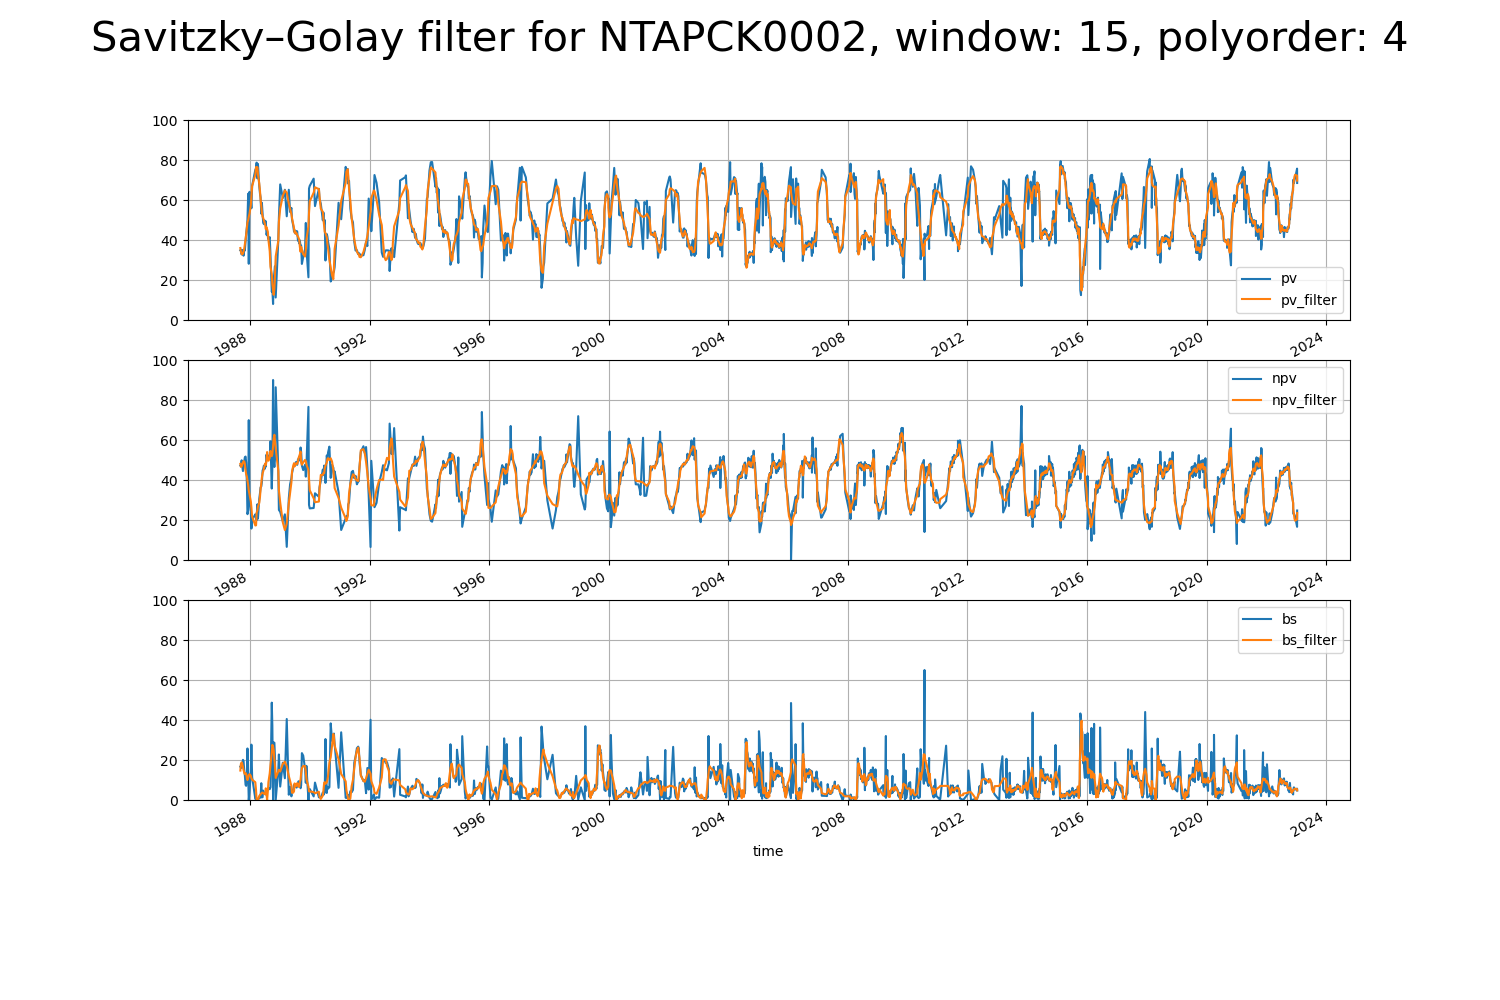 Savitzky–Golay filter for NTAPCK0002, window: 15, polyorder: 4
100
80
60
40
20
0
pv
pv_filter
1988 1992 1996 2000 2004 2008 2012 2016 2020 2024
100
80
60
40
20
0
npv
npv_filter
1988 1992 1996 2000 2004 2008 2012 2016 2020 2024
100
80
60
40
20
0
bs
bs_filter
1988 1992 1996 2000 2004 2008 2012 2016 2020 2024
time